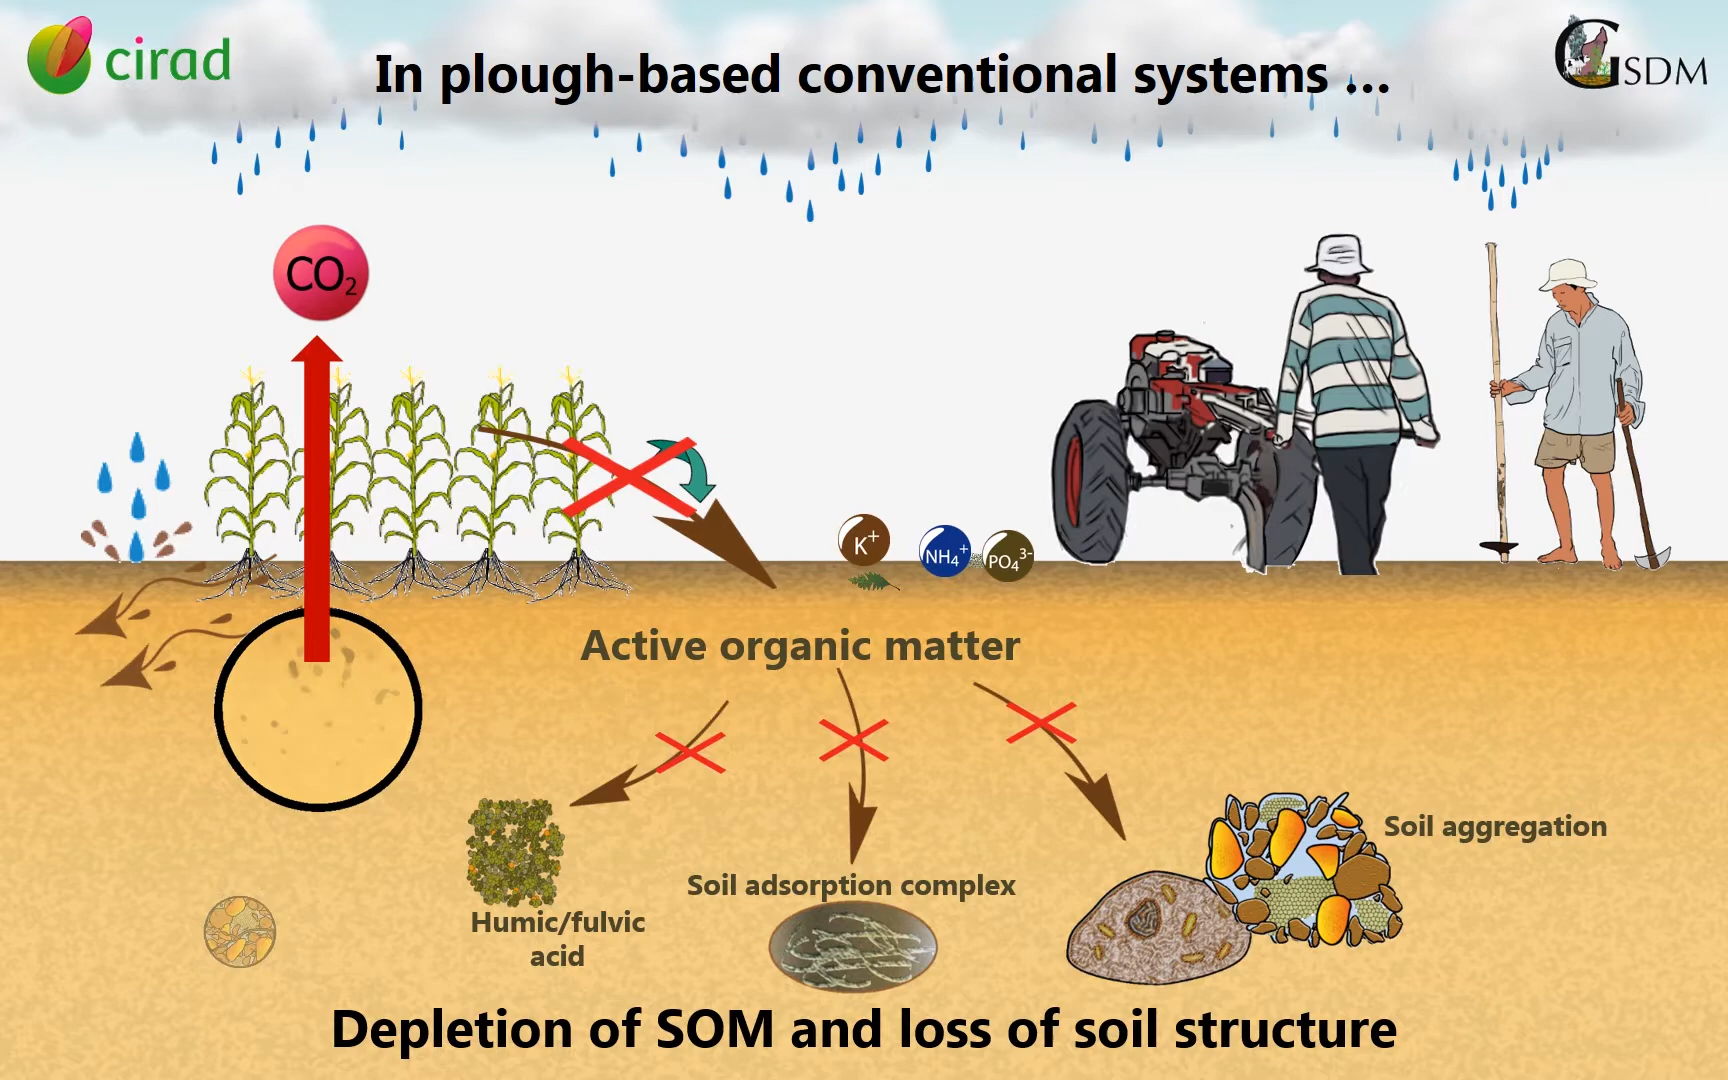 cirad
In plough-based conventional systems ...
GSDM
CO₂
K⁺
NH₄⁺
PO₄³⁻
Active organic matter
Soil aggregation
Soil adsorption complex
Humic/fulvic
acid
Depletion of SOM and loss of soil structure